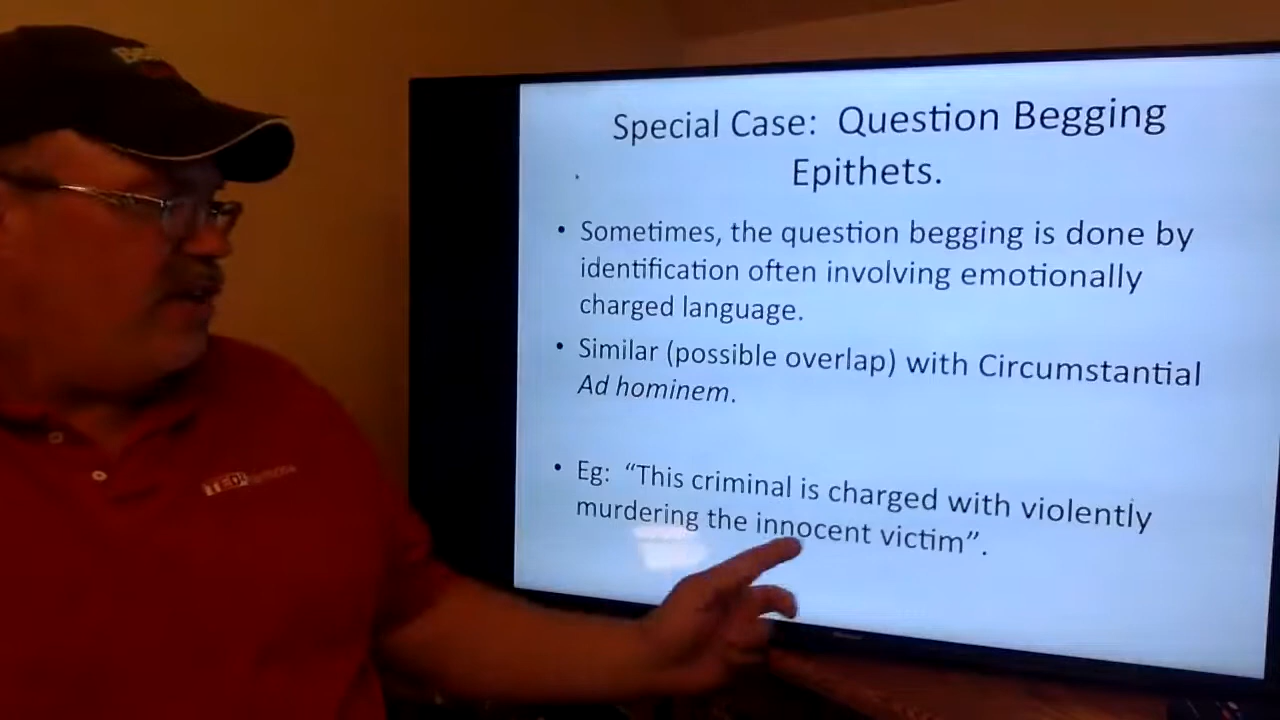 Special Case: Question Begging
Epithets.
• Sometimes, the question begging is done by
identification often involving emotionally
charged language.
• Similar (possible overlap) with Circumstantial
Ad hominem.
• Eg: “This criminal is charged with violently
murdering the innocent victim”.
TED